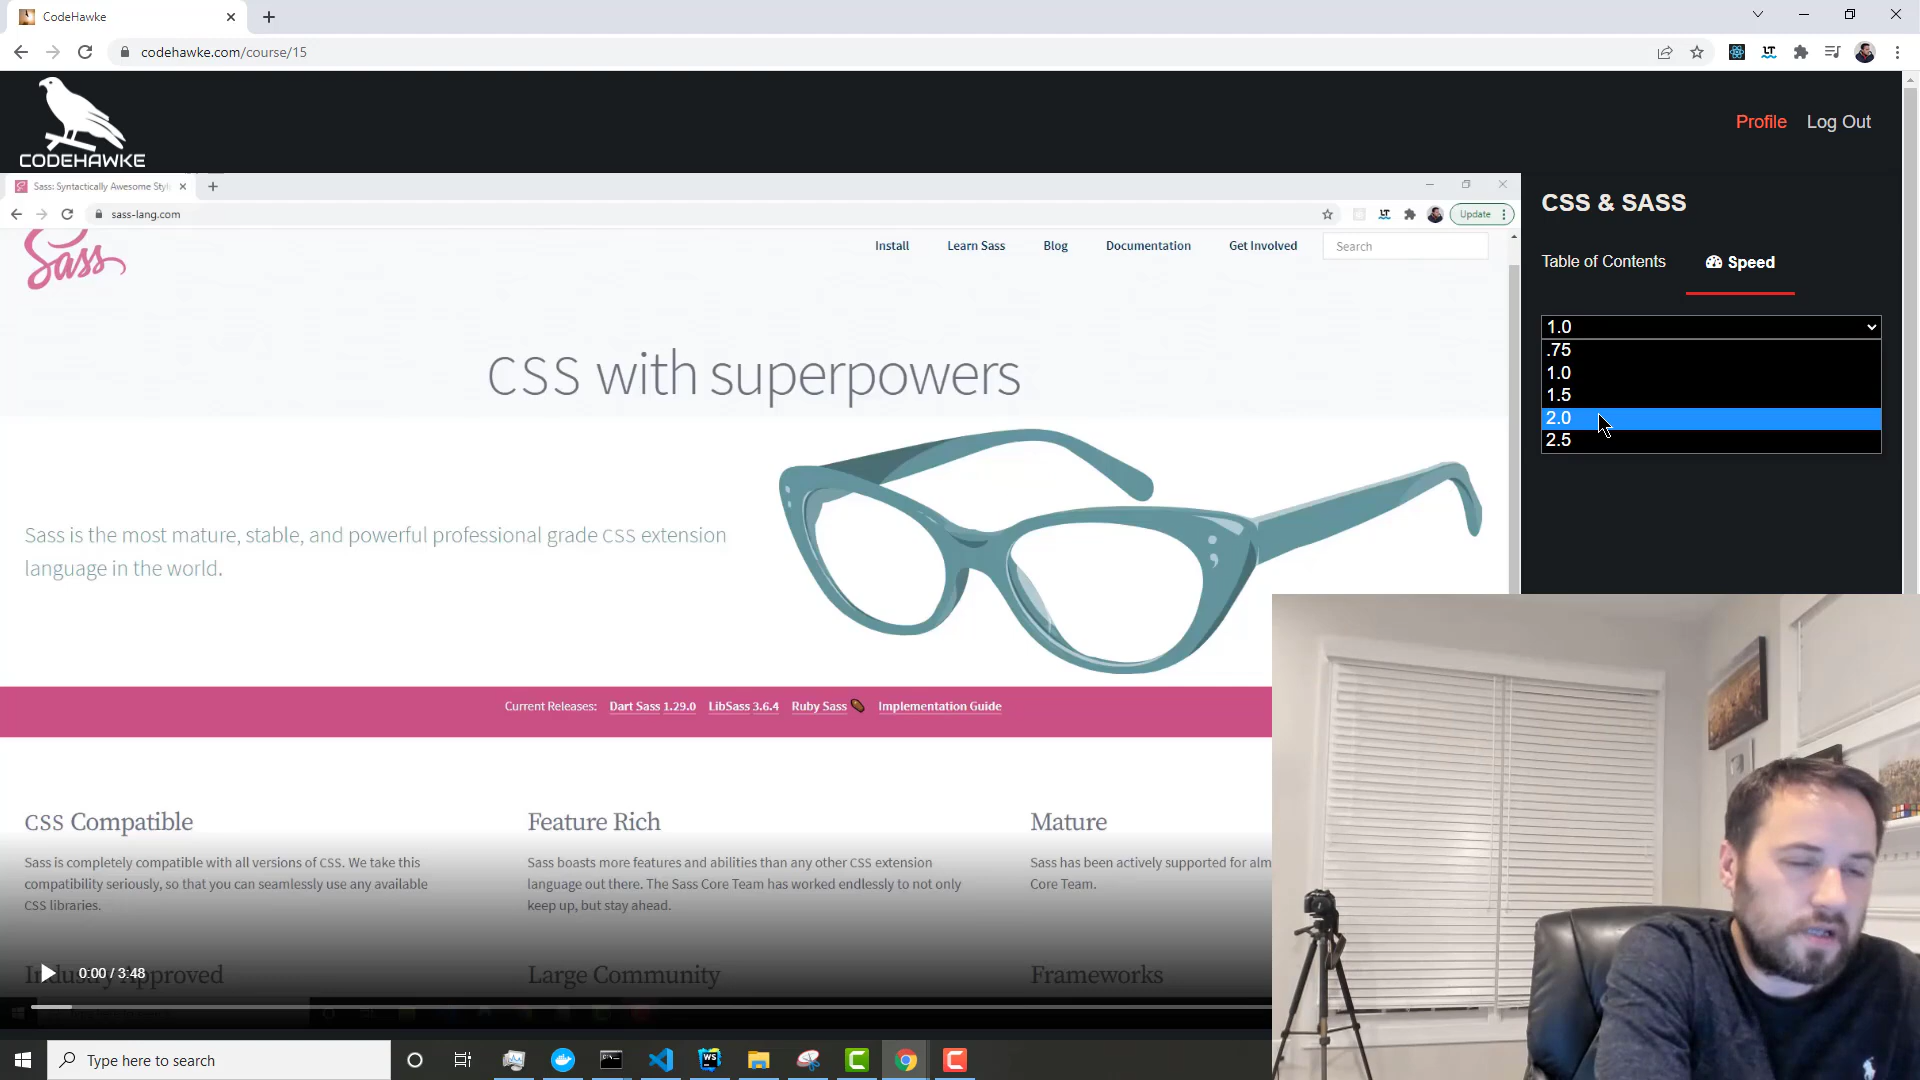 CodeHawke
codehawke.com/course/15
CODEHAWKE
Profile
Log Out
Sass: Syntactically Awesome Styl
sass-lang.com
Update
Sass
Install
Learn Sass
Blog
Documentation
Get Involved
Search
CSS with superpowers
Sass is the most mature, stable, and powerful professional grade CSS extension
language in the world.
Current Releases:
Dart Sass 1.29.0
LibSass 3.6.4
Ruby Sass
Implementation Guide
CSS Compatible
Sass is completely compatible with all versions of CSS. We take this
compatibility seriously, so that you can seamlessly use any available
CSS libraries.
Feature Rich
Sass boasts more features and abilities than any other CSS extension
language out there. The Sass Core Team has worked endlessly to not only
keep up, but stay ahead.
Mature
Sass has been actively supported for alm
Core Team.
Industry Approved
Large Community
Frameworks
0:00 / 3:48
CSS & SASS
Table of Contents
Speed
1.0
.75
1.0
1.5
2.0
2.5
Type here to search